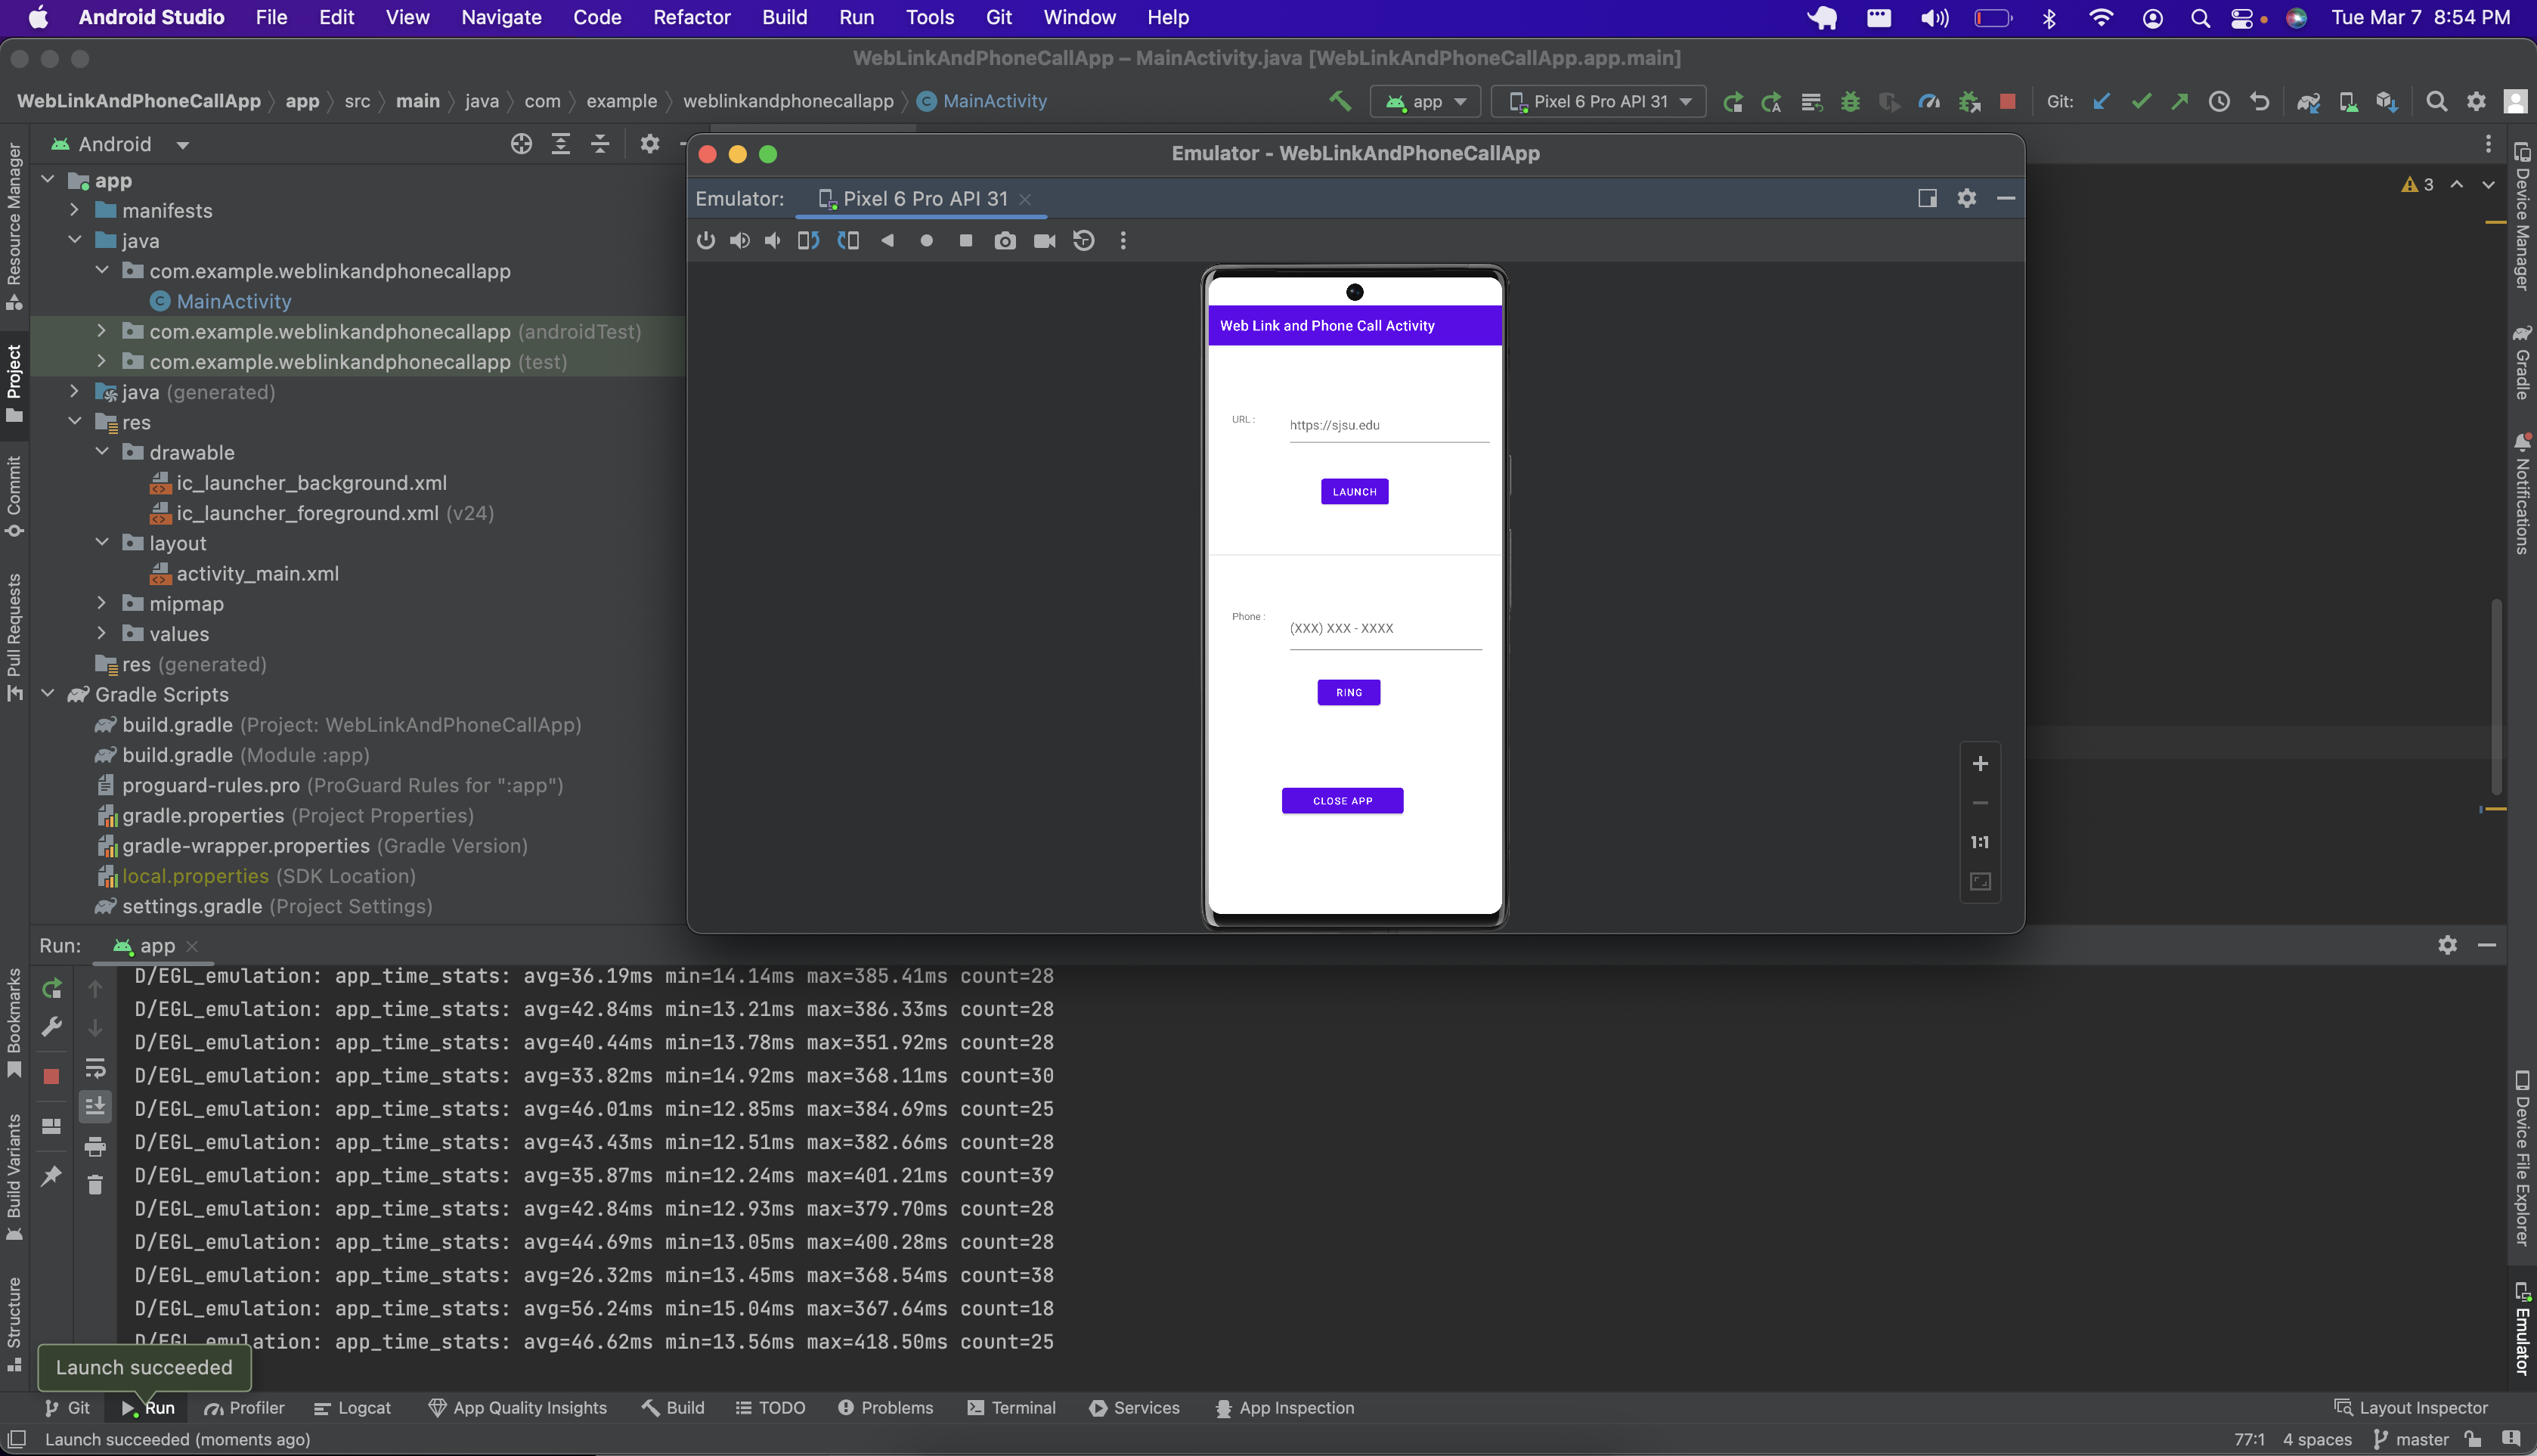 Android Studio File Edit View Navigate Code Refactor Build Run Tools Git Window Help Tue Mar 7 8:54 PM
WebLinkAndPhoneCallApp – MainActivity.java [WebLinkAndPhoneCallApp.app.main]
WebLinkAndPhoneCallApp app src main java com example weblinkandphonecallapp MainActivity app Pixel 6 Pro API 31 Git:
Resource Manager
Project
Commit
Pull Requests
Bookmarks
Build Variants
Structure
Android
app
manifests
java
com.example.weblinkandphonecallapp
MainActivity
com.example.weblinkandphonecallapp (androidTest)
com.example.weblinkandphonecallapp (test)
java (generated)
res
drawable
ic_launcher_background.xml
ic_launcher_foreground.xml (v24)
layout
activity_main.xml
mipmap
values
res (generated)
Gradle Scripts
build.gradle (Project: WebLinkAndPhoneCallApp)
build.gradle (Module :app)
proguard-rules.pro (ProGuard Rules for ":app")
gradle.properties (Project Properties)
gradle-wrapper.properties (Gradle Version)
local.properties (SDK Location)
settings.gradle (Project Settings)
Emulator - WebLinkAndPhoneCallApp
Emulator: Pixel 6 Pro API 31
Web Link and Phone Call Activity
URL :
https://sjsu.edu
LAUNCH
Phone :
(XXX) XXX - XXXX
RING
CLOSE APP
1:1
3
Device Manager
Gradle
Notifications
Device File Explorer
Emulator
Run: app
D/EGL_emulation: app_time_stats: avg=36.19ms min=14.14ms max=385.41ms count=28
D/EGL_emulation: app_time_stats: avg=42.84ms min=13.21ms max=386.33ms count=28
D/EGL_emulation: app_time_stats: avg=40.44ms min=13.78ms max=351.92ms count=28
D/EGL_emulation: app_time_stats: avg=33.82ms min=14.92ms max=368.11ms count=30
D/EGL_emulation: app_time_stats: avg=46.01ms min=12.85ms max=384.69ms count=25
D/EGL_emulation: app_time_stats: avg=43.43ms min=12.51ms max=382.66ms count=28
D/EGL_emulation: app_time_stats: avg=35.87ms min=12.24ms max=401.21ms count=39
D/EGL_emulation: app_time_stats: avg=42.84ms min=12.93ms max=379.70ms count=28
D/EGL_emulation: app_time_stats: avg=44.69ms min=13.05ms max=400.28ms count=28
D/EGL_emulation: app_time_stats: avg=26.32ms min=13.45ms max=368.54ms count=38
D/EGL_emulation: app_time_stats: avg=56.24ms min=15.04ms max=367.64ms count=18
D/EGL_emulation: app_time_stats: avg=46.62ms min=13.56ms max=418.50ms count=25
Launch succeeded
Git Run Profiler Logcat App Quality Insights Build TODO Problems Terminal Services App Inspection Layout Inspector
Launch succeeded (moments ago) 77:1 4 spaces master